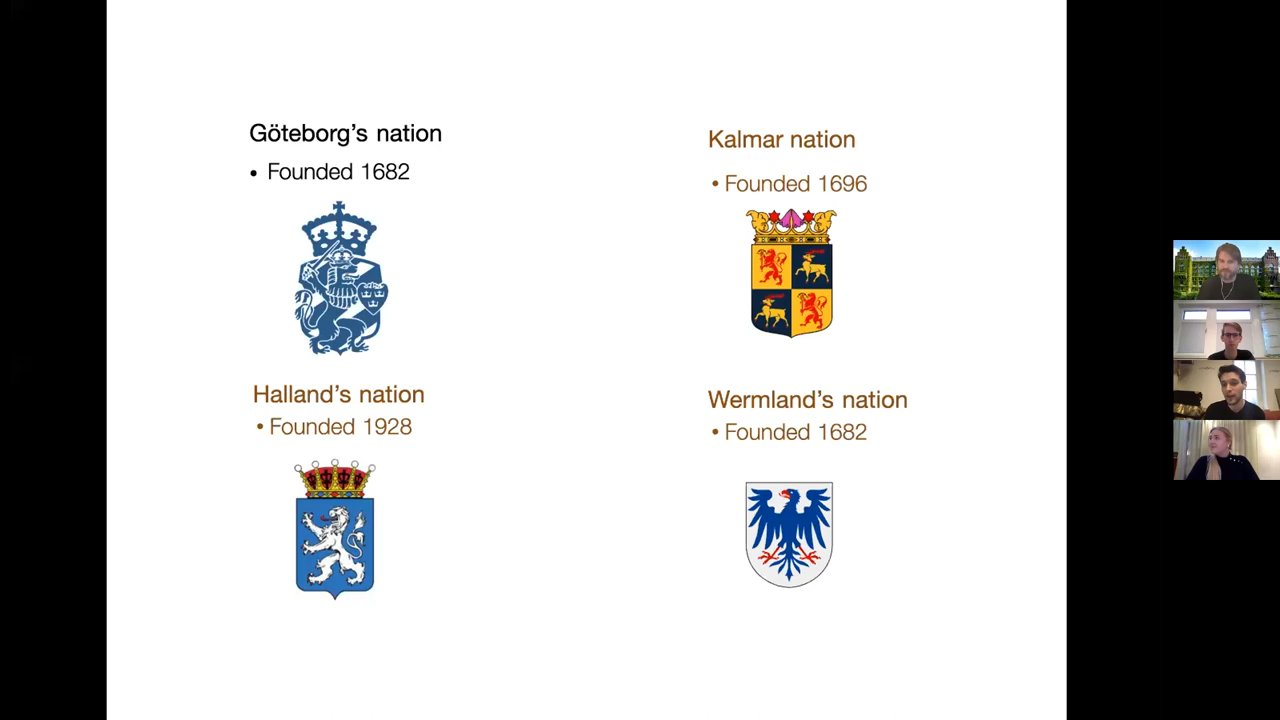 Göteborg's nation
• Founded 1682
Kalmar nation
• Founded 1696
Halland's nation
• Founded 1928
Wermland's nation
• Founded 1682